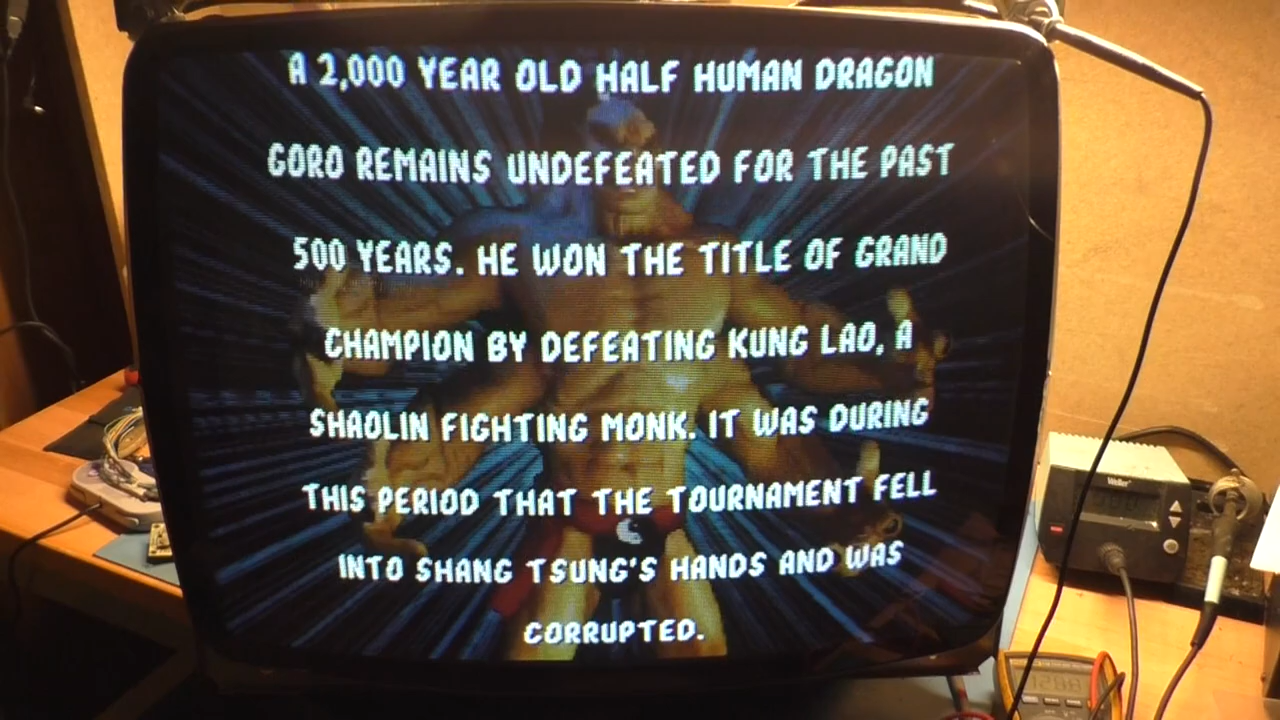 A 2,000 YEAR OLD HALF HUMAN DRAGON
GORO REMAINS UNDEFEATED FOR THE PAST
500 YEARS. HE WON THE TITLE OF GRAND
CHAMPION BY DEFEATING KUNG LAO, A
SHAOLIN FIGHTING MONK. IT WAS DURING
THIS PERIOD THAT THE TOURNAMENT FELL
INTO SHANG TSUNG'S HANDS AND WAS
CORRUPTED.
Weller